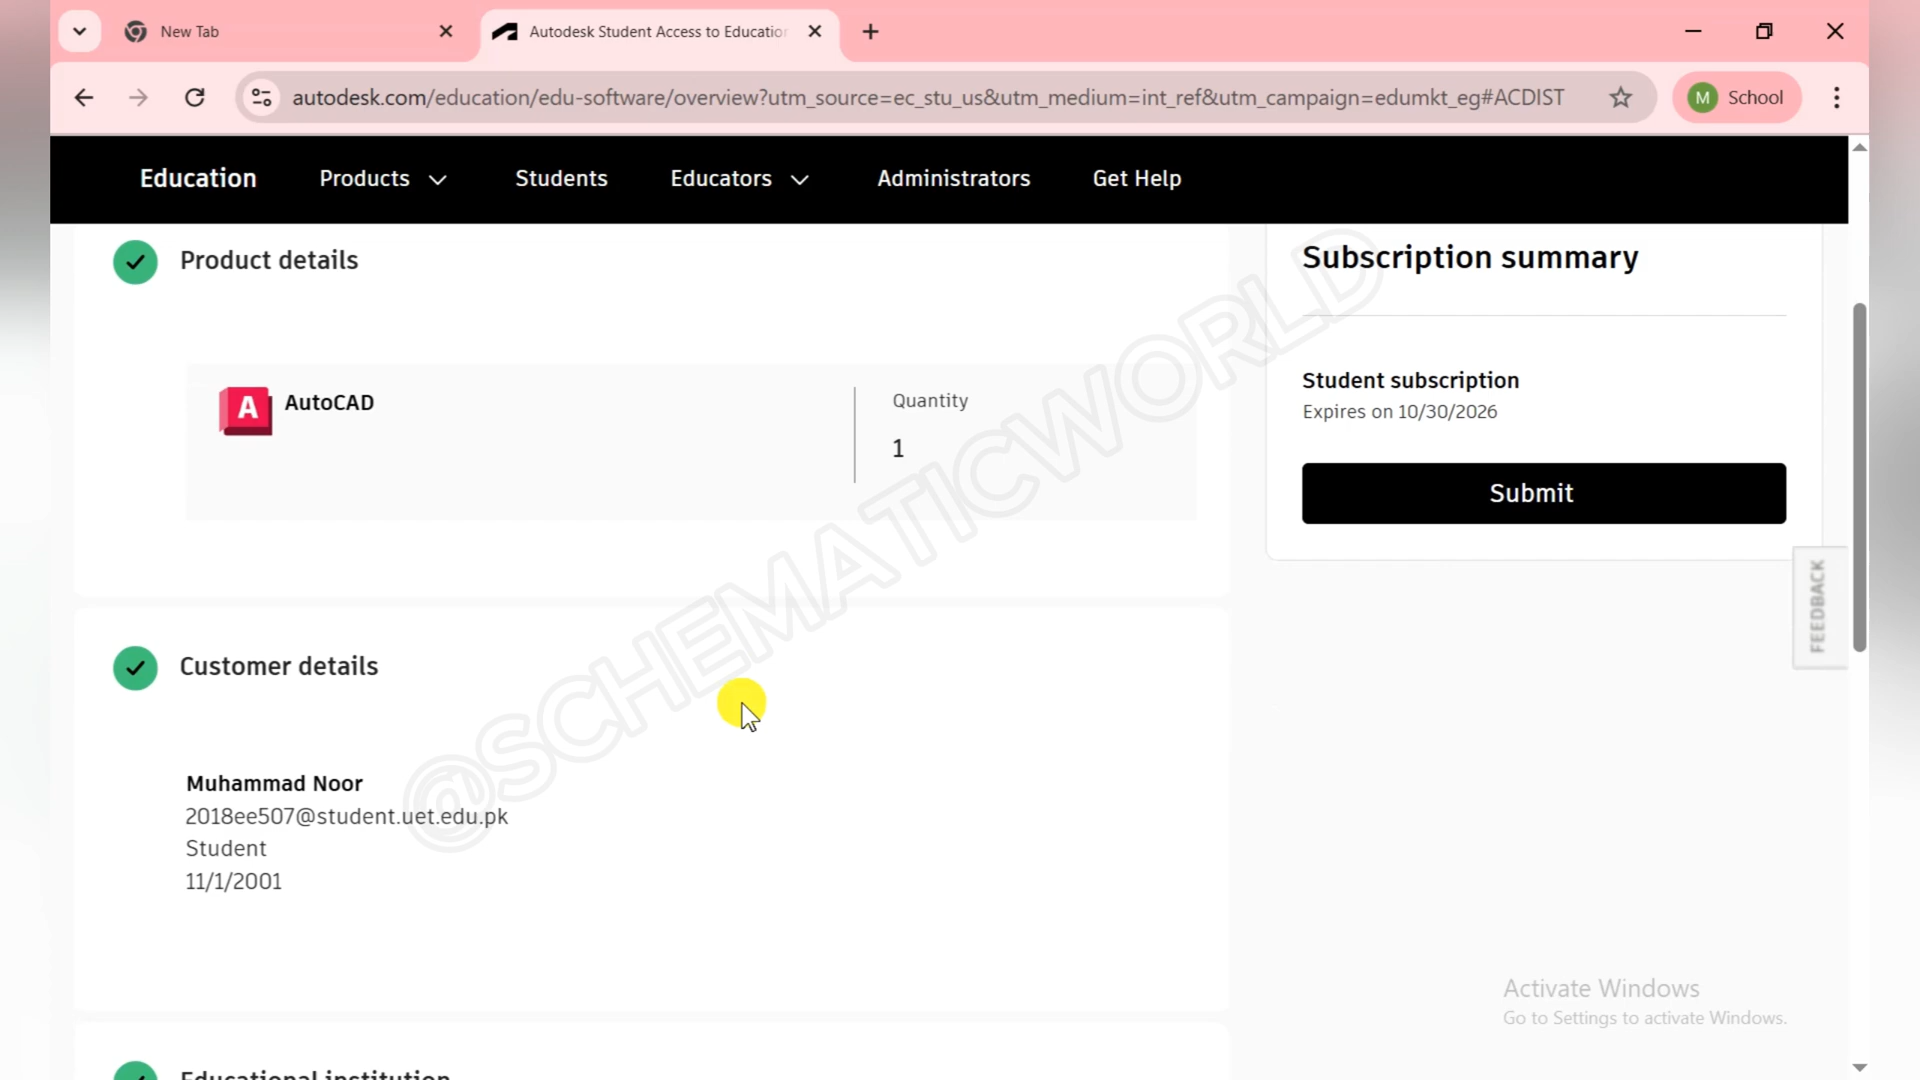 New Tab
Autodesk Student Access to Education
autodesk.com/education/edu-software/overview?utm_source=ec_stu_us&utm_medium=int_ref&utm_campaign=edumkt_eg#ACDIST
M School
Education Products Students Educators Administrators Get Help
Product details
A AutoCAD
Quantity
1
Subscription summary
Student subscription
Expires on 10/30/2026
Submit
FEEDBACK
Customer details
Muhammad Noor
2018ee507@student.uet.edu.pk
Student
11/1/2001
Educational institution
@SCHEMATICWORLD
Activate Windows
Go to Settings to activate Windows.